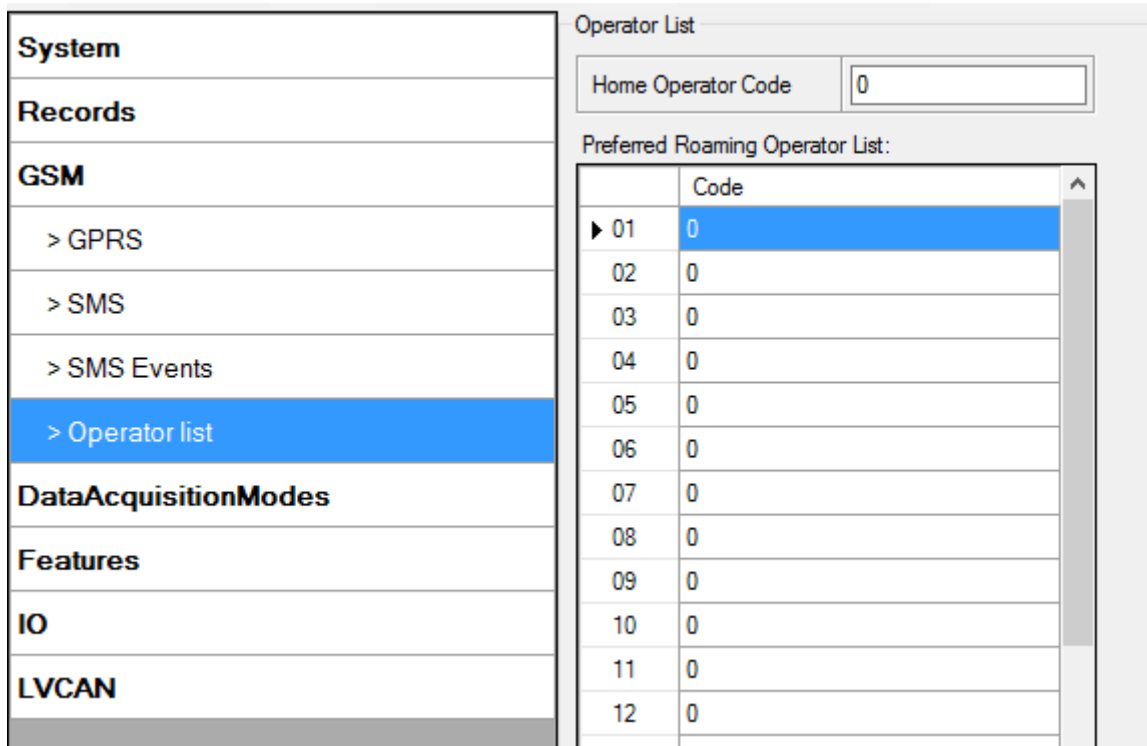 System
Records
GSM
> GPRS
> SMS
> SMS Events
> Operator list
DataAcquisitionModes
Features
IO
LVCAN
Operator List
Home Operator Code 0
Preferred Roaming Operator List:
Code
01 0
02 0
03 0
04 0
05 0
06 0
07 0
08 0
09 0
10 0
11 0
12 0